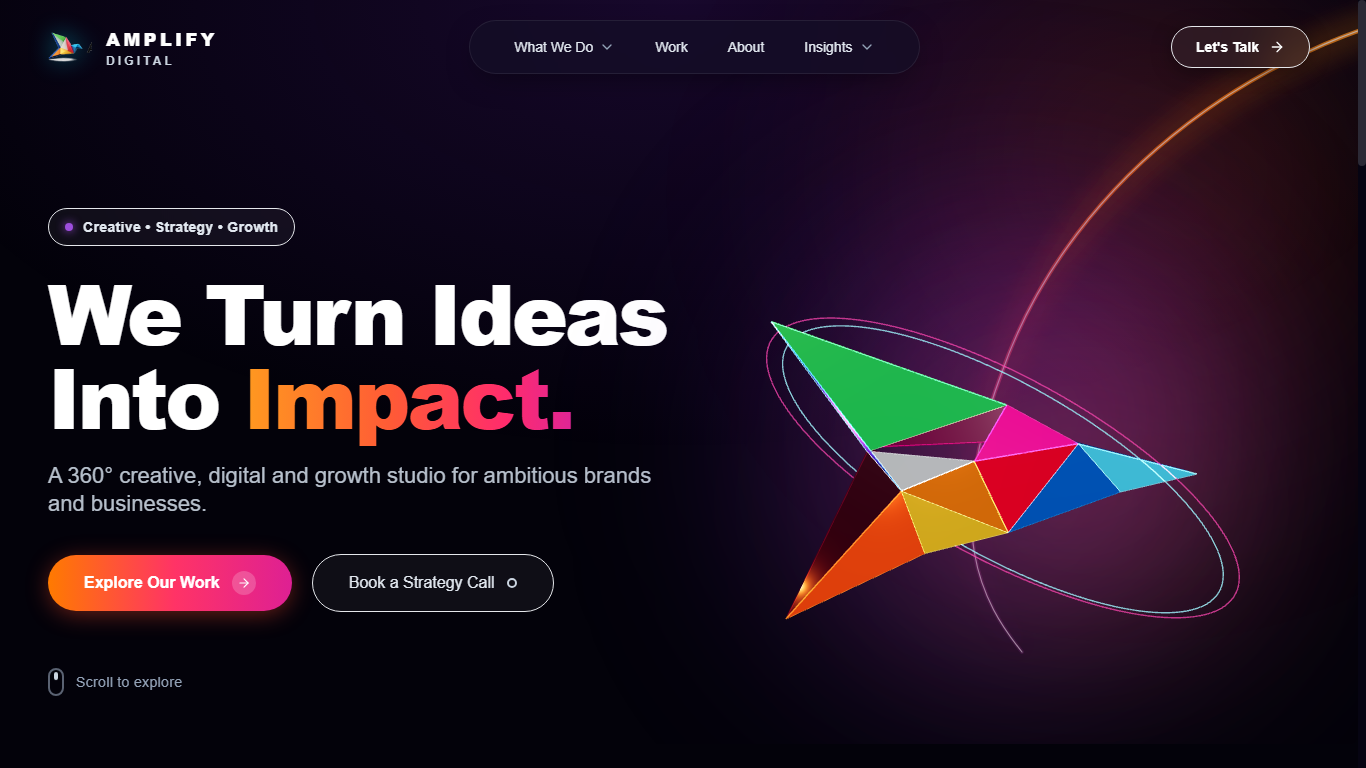 AMPLIFY
DIGITAL
What We Do
Work
About
Insights
Let's Talk
Creative • Strategy • Growth
We Turn Ideas
Into Impact.
A 360° creative, digital and growth studio for ambitious brands
and businesses.
Explore Our Work
Book a Strategy Call
Scroll to explore